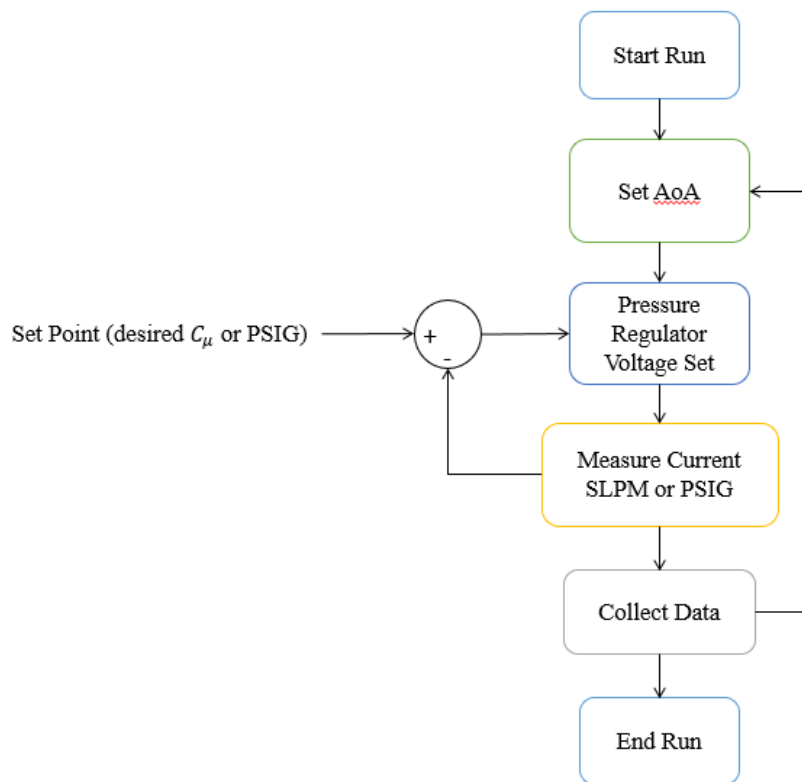 Start Run
Set AoA
Set Point (desired C_μ or PSIG)
+
-
Pressure
Regulator
Voltage Set
Measure Current
SLPM or PSIG
Collect Data
End Run